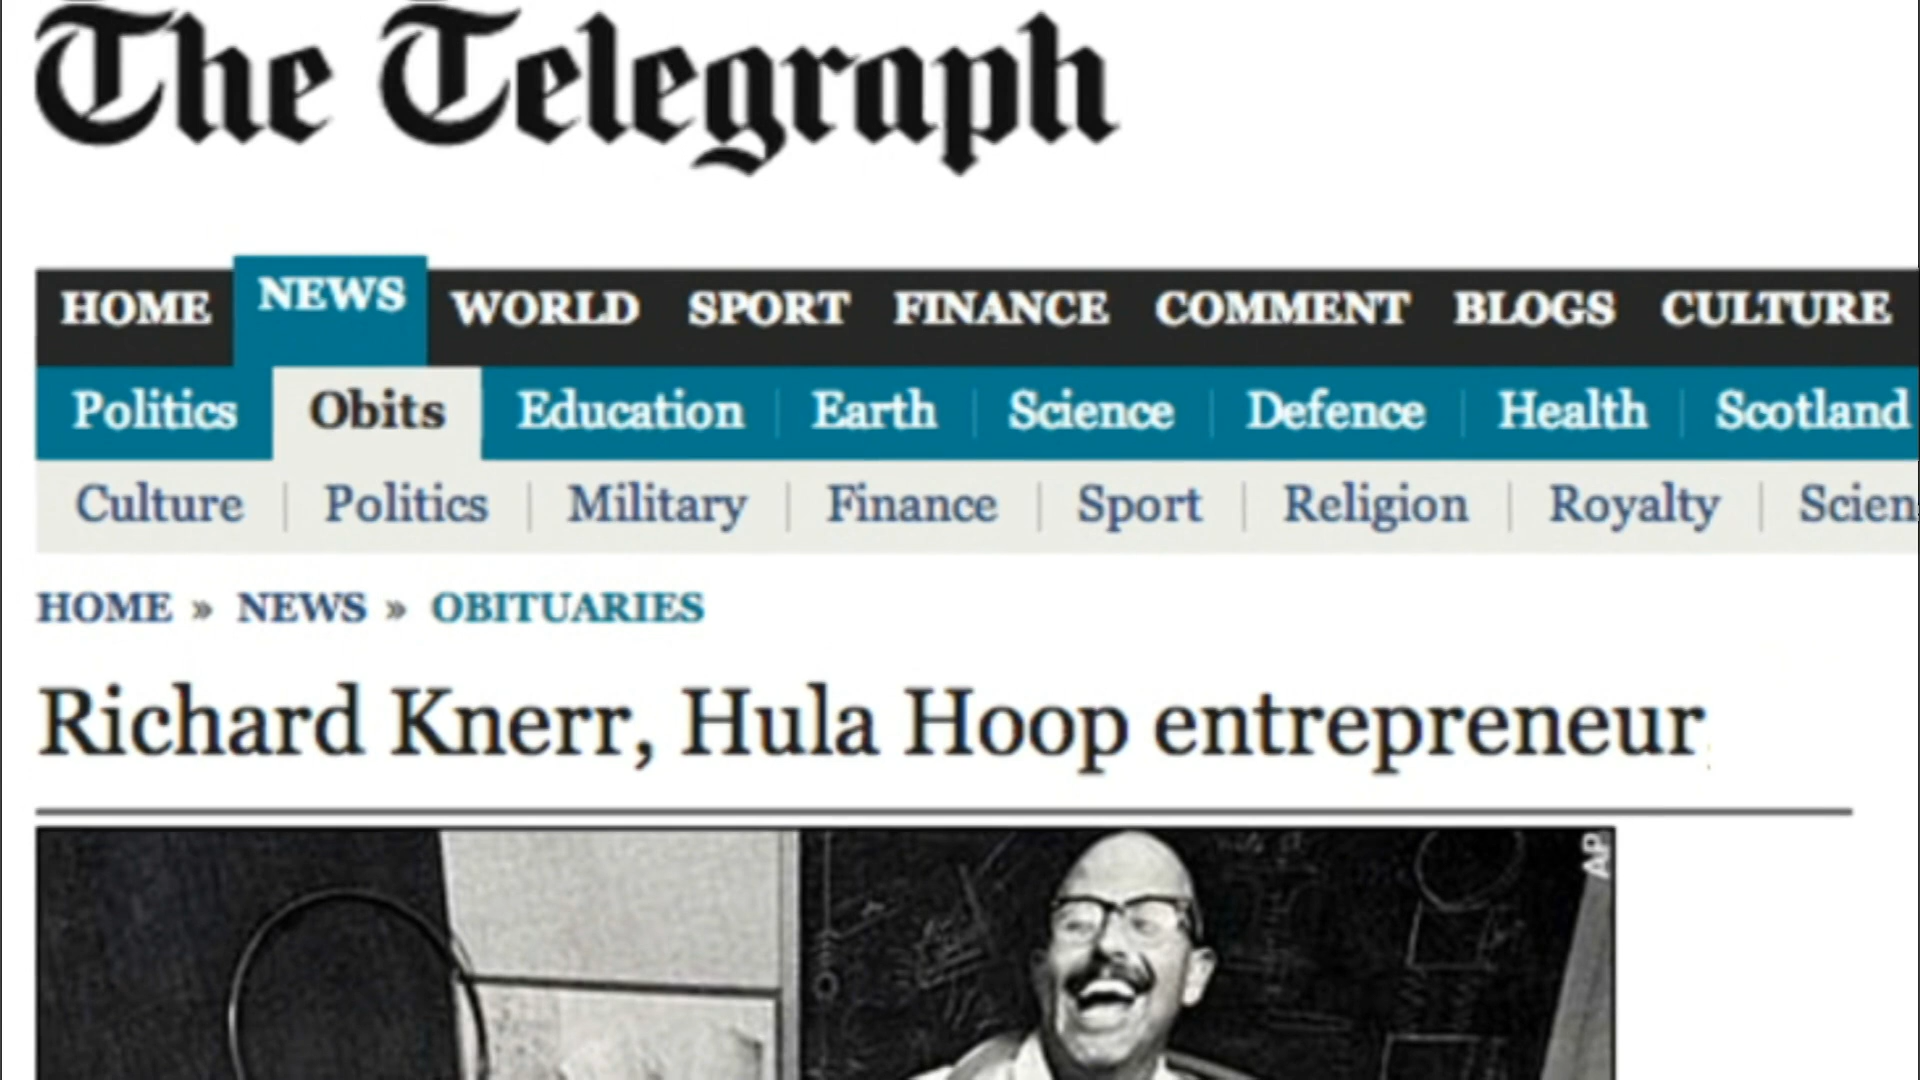 The Telegraph
HOME NEWS WORLD SPORT FINANCE COMMENT BLOGS CULTURE
Politics Obits Education Earth Science Defence Health Scotland
Culture Politics Military Finance Sport Religion Royalty Scien
HOME » NEWS » OBITUARIES
Richard Knerr, Hula Hoop entrepreneur
AP